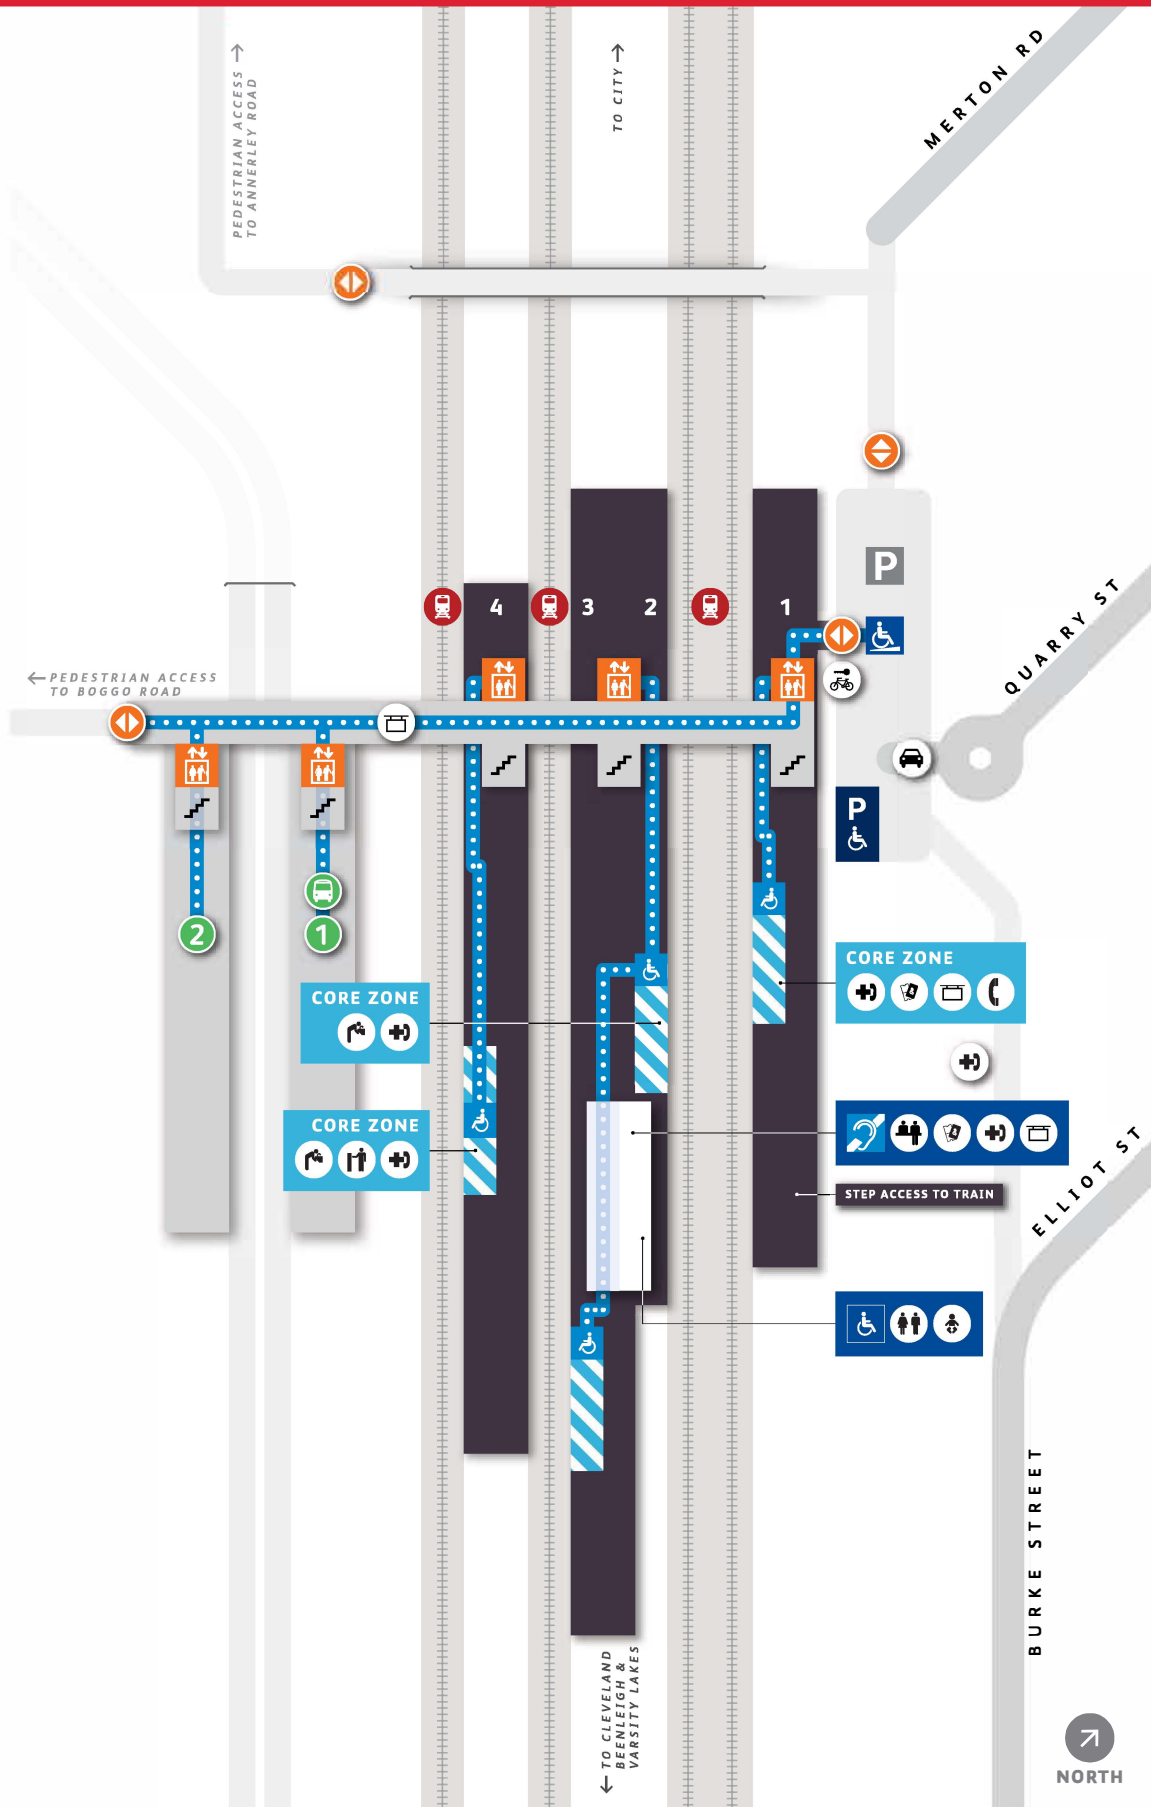 PEDESTRIAN ACCESS
TO ANNERLEY ROAD
TO CITY
MERTON RD
P
QUARRY ST
4
3
2
1
PEDESTRIAN ACCESS
TO BOGGO ROAD
P
2
1
CORE ZONE
CORE ZONE
CORE ZONE
STEP ACCESS TO TRAIN
ELLIOT ST
BURKE STREET
TO CLEVELAND
BEENLEIGH &
VARSITY LAKES
NORTH